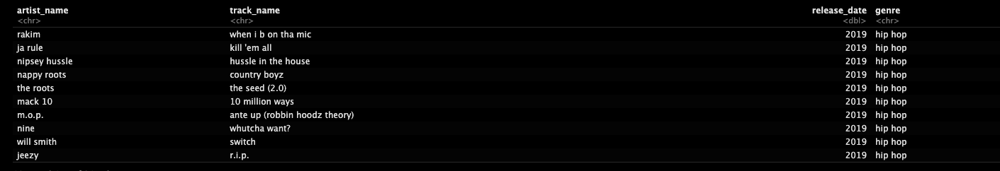 artist_name track_name release_date genre
<chr> <chr> <dbl> <chr>
rakim when i b on tha mic 2019 hip hop
ja rule kill 'em all 2019 hip hop
nipsey hussle hussle in the house 2019 hip hop
nappy roots country boyz 2019 hip hop
the roots the seed (2.0) 2019 hip hop
mack 10 10 million ways 2019 hip hop
m.o.p. ante up (robbin hoodz theory) 2019 hip hop
nine whutcha want? 2019 hip hop
will smith switch 2019 hip hop
jeezy r.i.p. 2019 hip hop